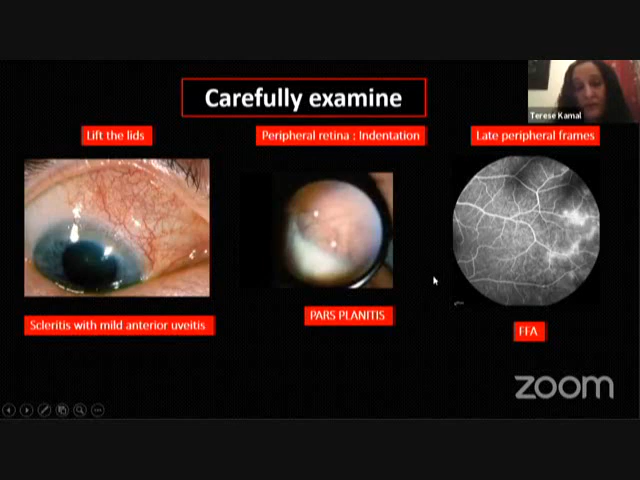 Carefully examine
Terese Kamal
Lift the lids
Peripheral retina : Indentation
Late peripheral frames
Scleritis with mild anterior uveitis
PARS PLANITIS
FFA
zoom